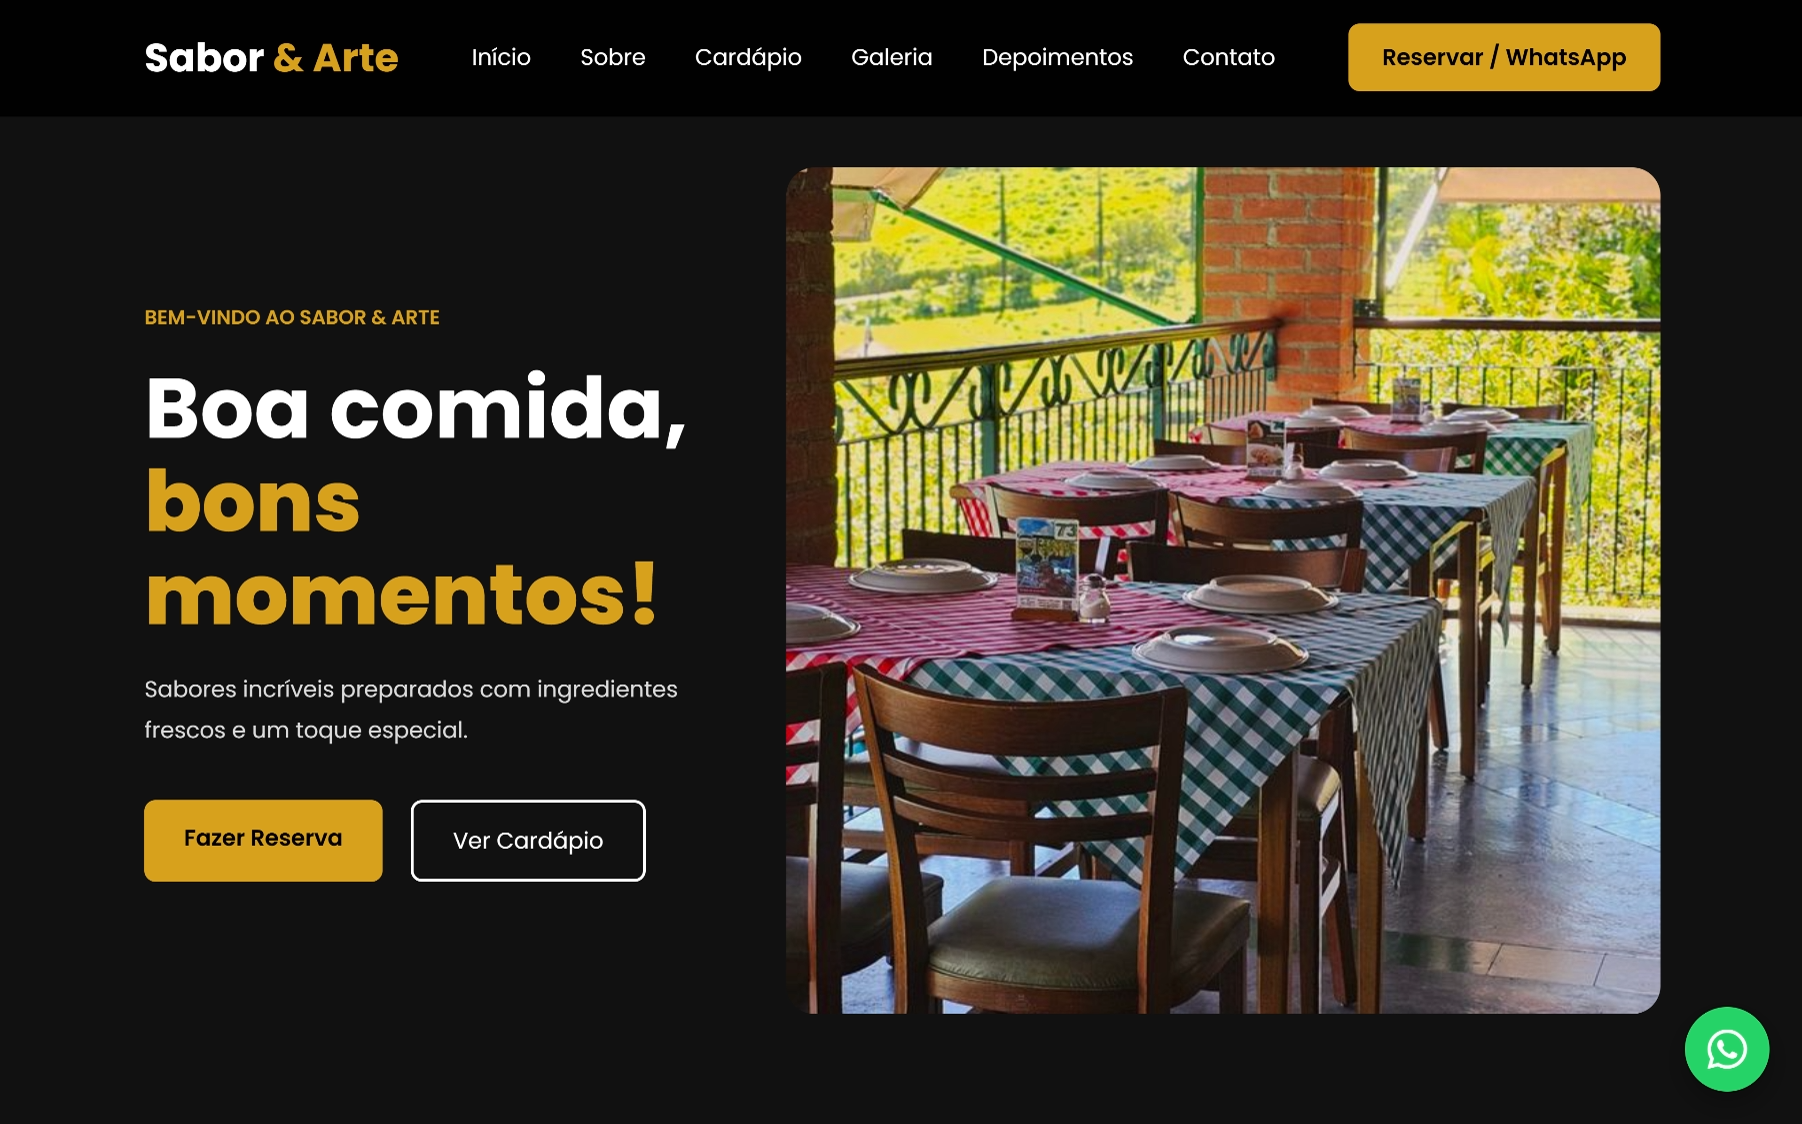 Sabor & Arte
Início
Sobre
Cardápio
Galeria
Depoimentos
Contato
Reservar / WhatsApp
BEM-VINDO AO SABOR & ARTE
Boa comida,
bons
momentos!
Sabores incríveis preparados com ingredientes
frescos e um toque especial.
Fazer Reserva
Ver Cardápio
73